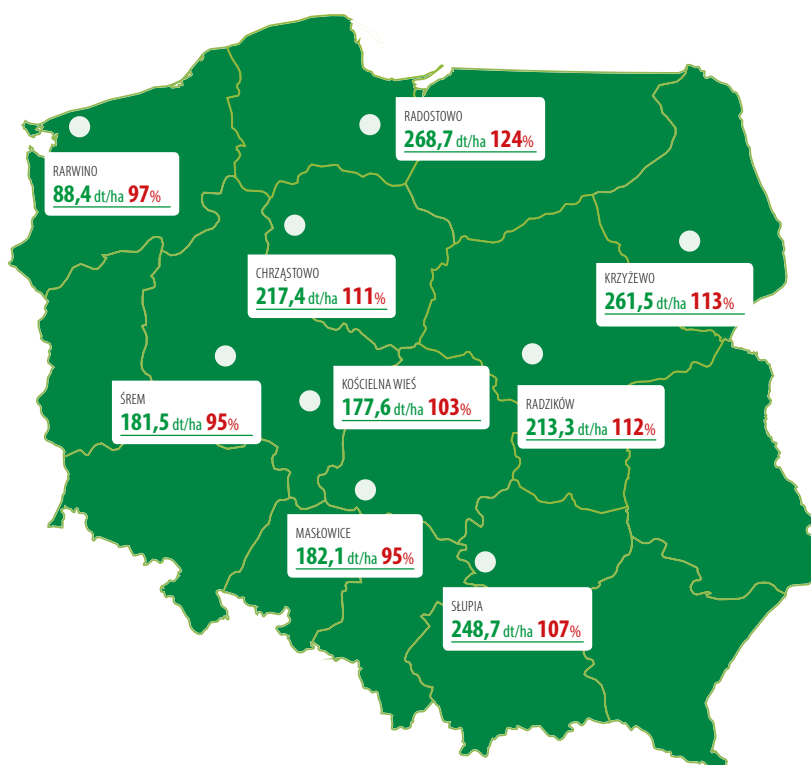 RADOSTOWO
268,7 dt/ha 124%
RARWINO
88,4 dt/ha 97%
CHRZĄSTOWO
217,4 dt/ha 111%
KRZYŻEWO
261,5 dt/ha 113%
ŚREM
181,5 dt/ha 95%
KOŚCIELNA WIEŚ
177,6 dt/ha 103%
RADZIKÓW
213,3 dt/ha 112%
MASŁOWICE
182,1 dt/ha 95%
SŁUPIA
248,7 dt/ha 107%